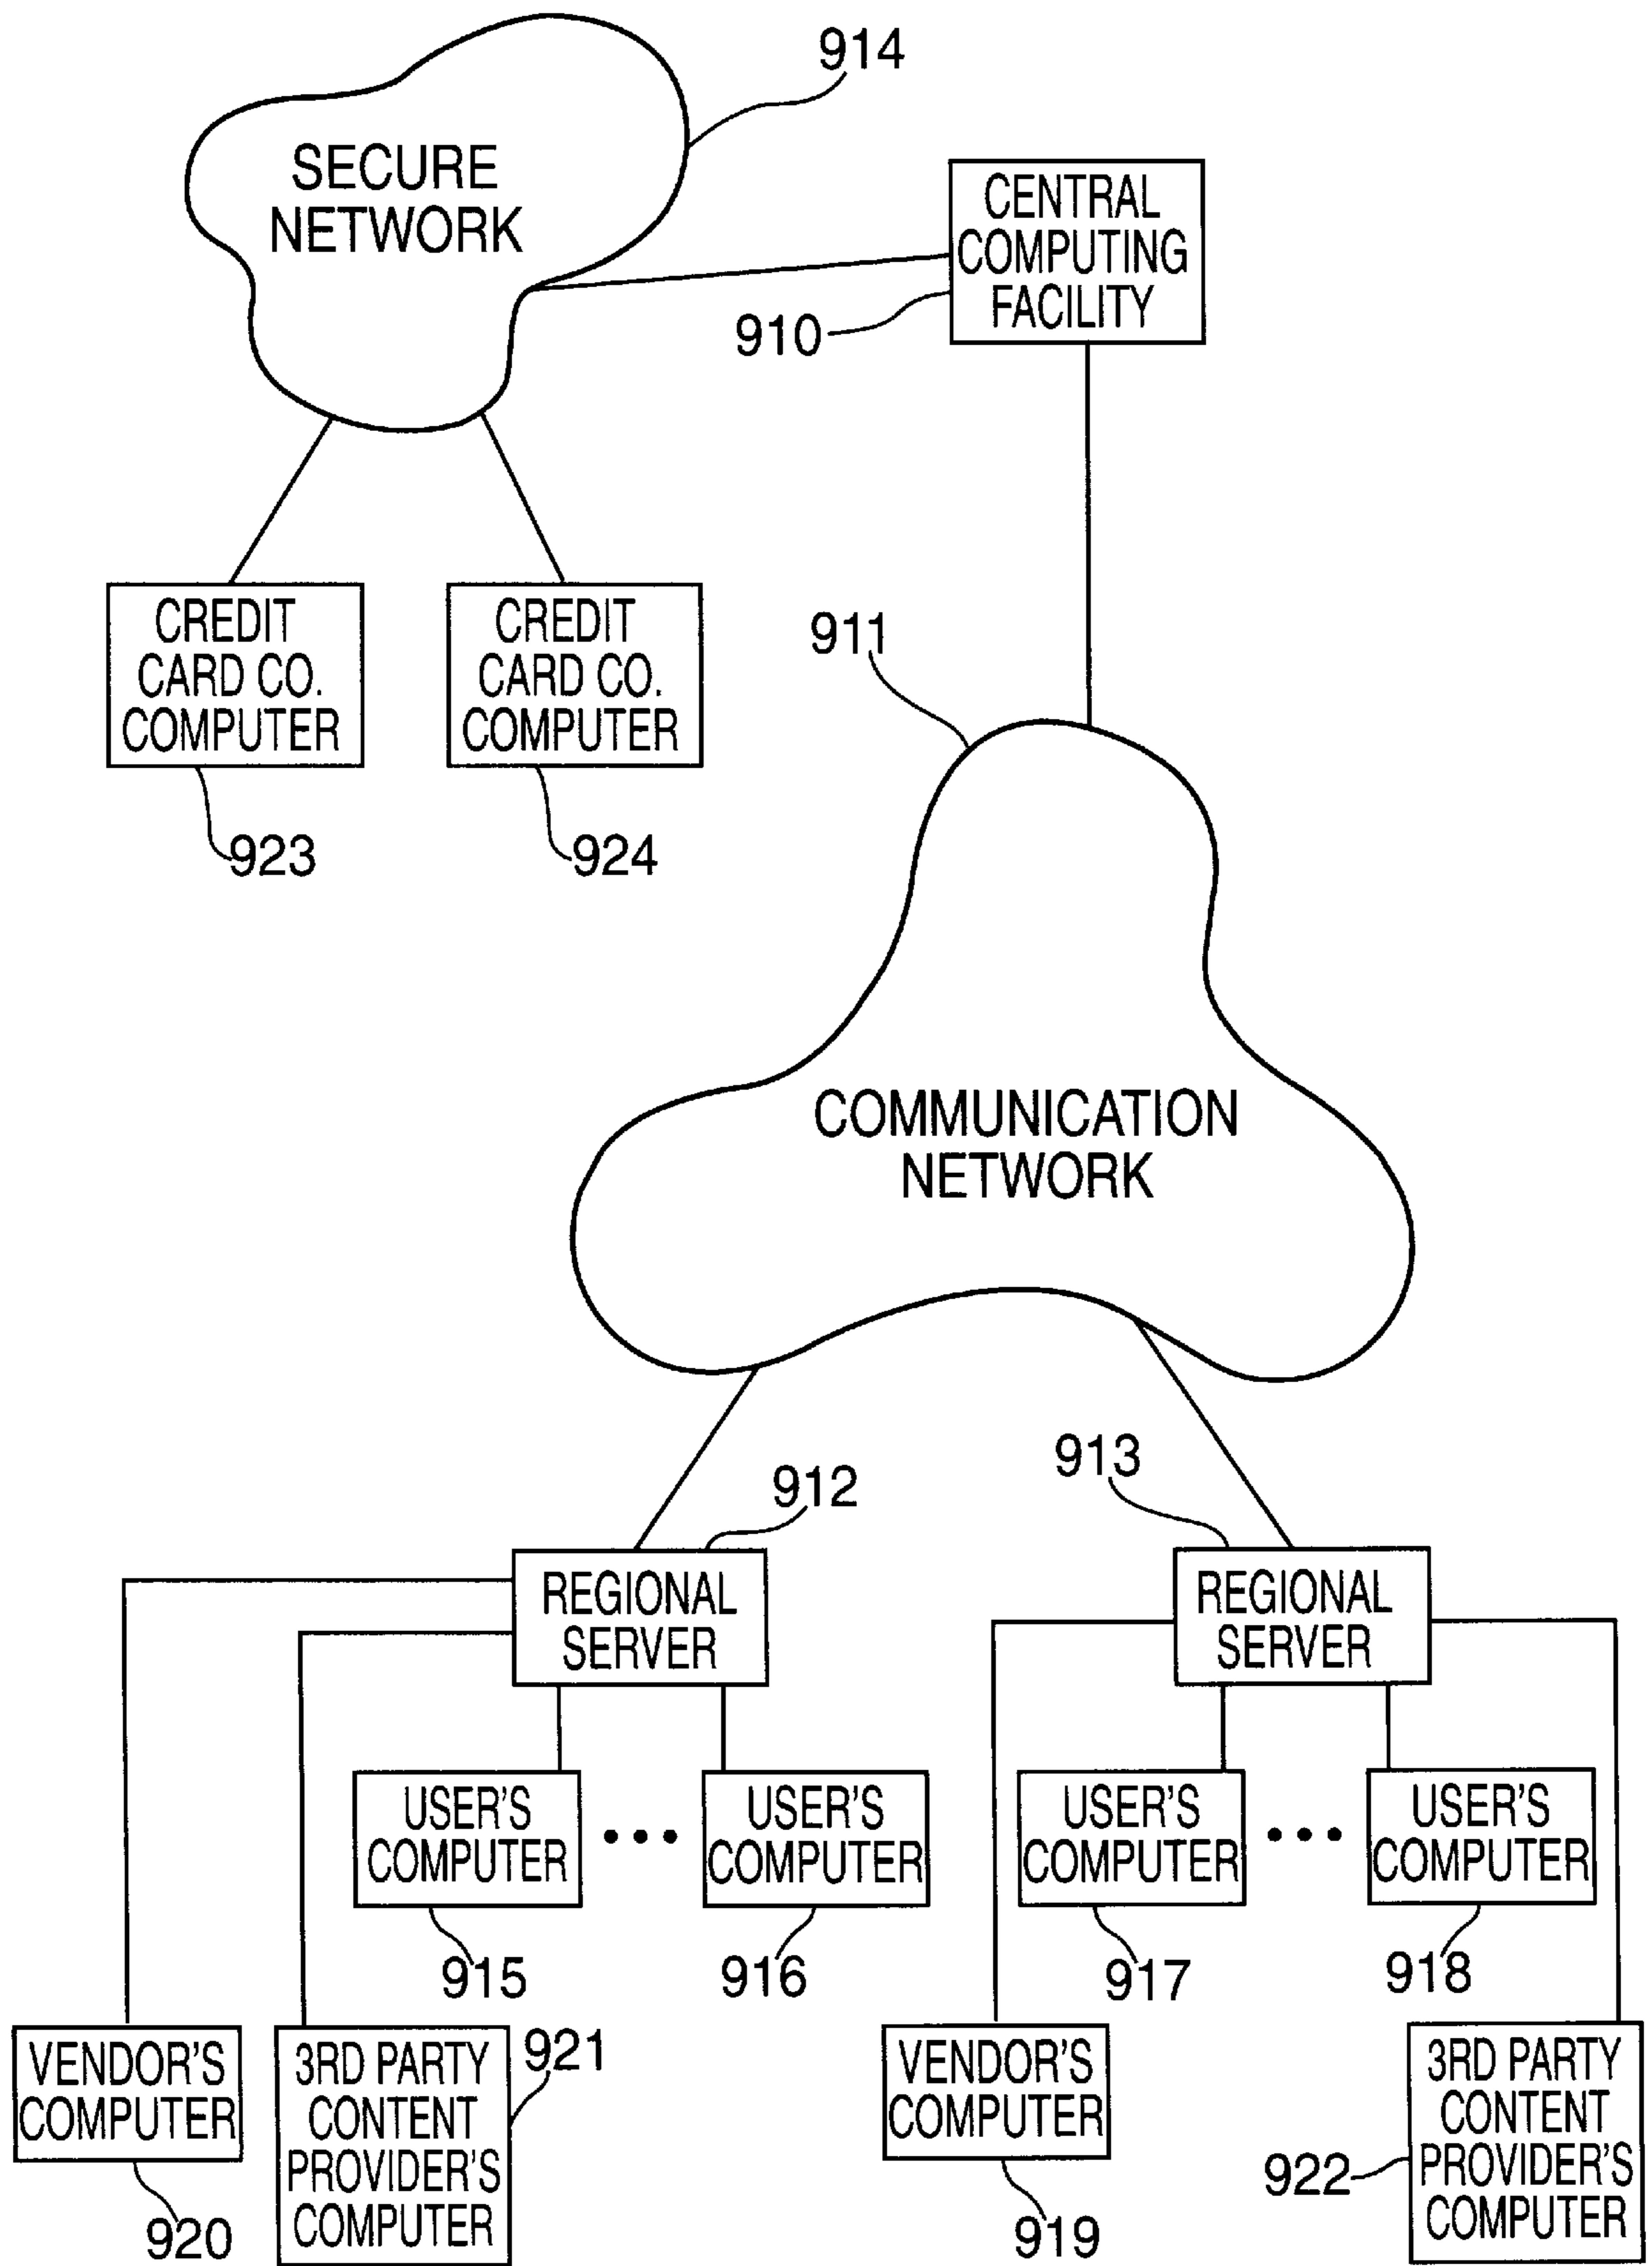 914
SECURE
NETWORK
CENTRAL
COMPUTING
FACILITY
910
CREDIT
CARD CO.
COMPUTER
CREDIT
CARD CO.
COMPUTER
911
923
924
COMMUNICATION
NETWORK
912
913
REGIONAL
SERVER
REGIONAL
SERVER
USER'S
COMPUTER
USER'S
COMPUTER
USER'S
COMPUTER
USER'S
COMPUTER
915
916
917
918
VENDOR'S
COMPUTER
920
3RD PARTY
CONTENT
PROVIDER'S
COMPUTER
921
VENDOR'S
COMPUTER
919
3RD PARTY
CONTENT
PROVIDER'S
COMPUTER
922